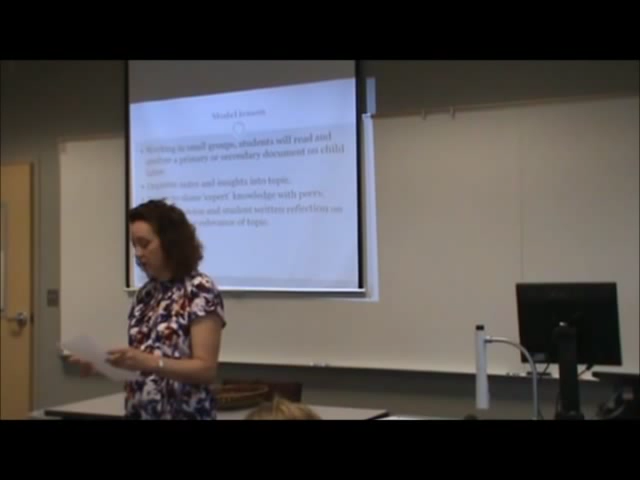 Model lesson
Working in small groups, students will read and
analyze a primary or secondary document on child
labor.
Organize notes and insights into topic.
share 'expert' knowledge with peers.
and student written reflection on
relevance of topic.